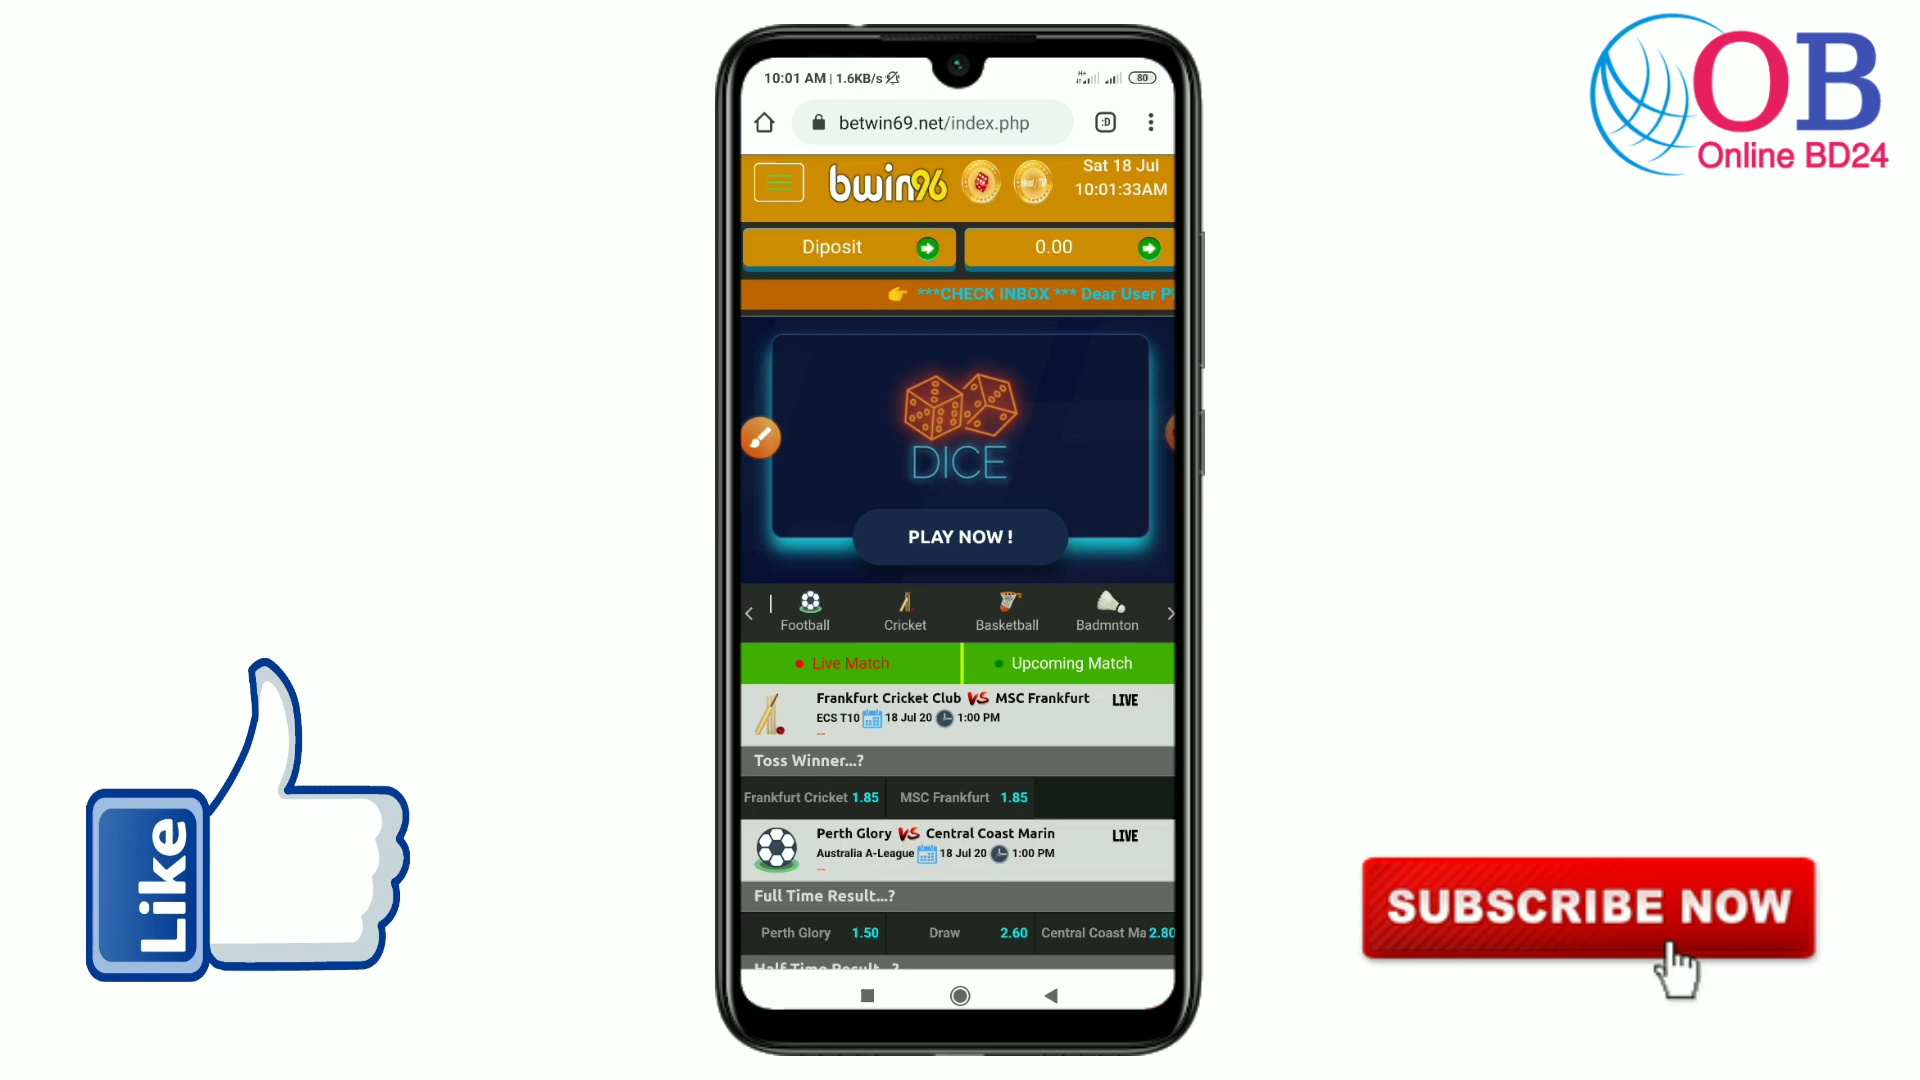 OB
Online BD24
10:01 AM | 1.6KB/s
80
betwin69.net/index.php
:D
bwin96
Sat 18 Jul
10:01:33AM
Diposit
0.00
***CHECK INBOX *** Dear User P
DICE
PLAY NOW !
Football
Cricket
Basketball
Badmnton
Live Match
Upcoming Match
Frankfurt Cricket Club VS MSC Frankfurt LIVE
ECS T10 18 Jul 20 1:00 PM
--
Toss Winner...?
Frankfurt Cricket 1.85 MSC Frankfurt 1.85
Perth Glory VS Central Coast Marin LIVE
Australia A-League 18 Jul 20 1:00 PM
--
Full Time Result...?
Perth Glory 1.50 Draw 2.60 Central Coast Ma 2.80
Half Time Result...?
Like
SUBSCRIBE NOW